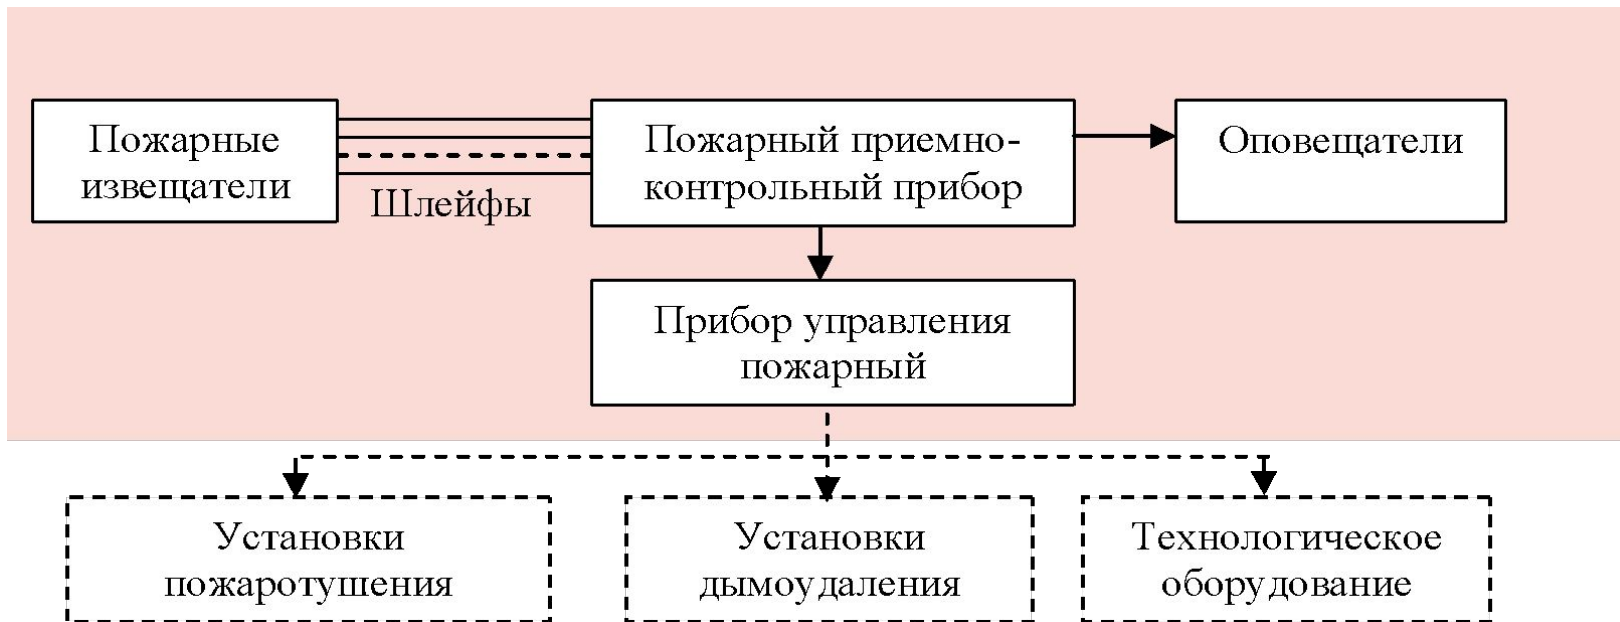 Пожарные
извещатели
Шлейфы
Пожарный приемно-
контрольный прибор
Оповещатели
Прибор управления
пожарный
Установки
пожаротушения
Установки
дымоудаления
Технологическое
оборудование